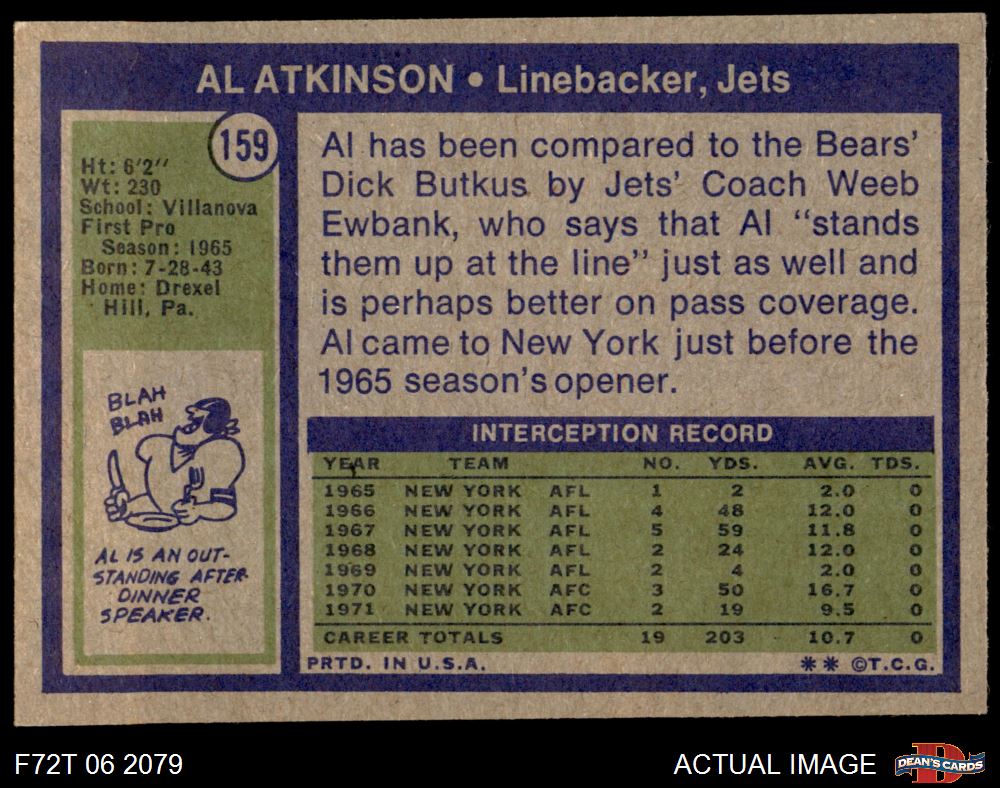 AL ATKINSON • Linebacker, Jets
159
Ht: 6'2"
Wt: 230
School: Villanova
First Pro
Season: 1965
Born: 7-28-43
Home: Drexel
Hill, Pa.
BLAH
BLAH
AL IS AN OUT-
STANDING AFTER-
DINNER
SPEAKER.
Al has been compared to the Bears'
Dick Butkus by Jets' Coach Weeb
Ewbank, who says that Al "stands
them up at the line" just as well and
is perhaps better on pass coverage.
Al came to New York just before the
1965 season's opener.
INTERCEPTION RECORD
YEAR TEAM NO. YDS. AVG. TDS.
1965 NEW YORK AFL 1 2 2.0 0
1966 NEW YORK AFL 4 48 12.0 0
1967 NEW YORK AFL 5 59 11.8 0
1968 NEW YORK AFL 2 24 12.0 0
1969 NEW YORK AFL 2 4 2.0 0
1970 NEW YORK AFC 3 50 16.7 0
1971 NEW YORK AFC 2 19 9.5 0
CAREER TOTALS 19 203 10.7 0
PRTD. IN U.S.A. ** ©T.C.G.
F72T 06 2079 ACTUAL IMAGE
DEAN'S CARDS